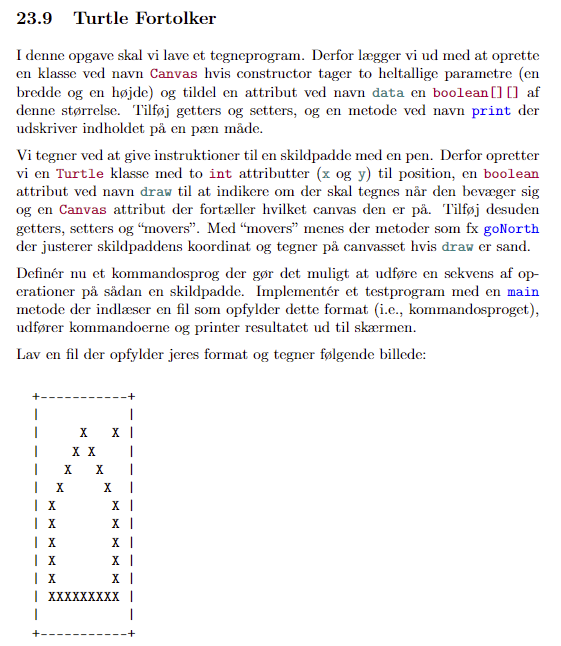 23.9 Turtle Fortolker
I denne opgave skal vi lave et tegneprogram. Derfor lægger vi ud med at oprette
en klasse ved navn Canvas hvis constructor tager to heltallige parametre (en
bredde og en højde) og tildel en attribut ved navn data en boolean[][] af
denne størrelse. Tilføj getters og setters, og en metode ved navn print der
udskriver indholdet på en pæn måde.
Vi tegner ved at give instruktioner til en skildpadde med en pen. Derfor opretter
vi en Turtle klasse med to int attributter (x og y) til position, en boolean
attribut ved navn draw til at indikere om der skal tegnes når den bevæger sig
og en Canvas attribut der fortæller hvilket canvas den er på. Tilføj desuden
getters, setters og “movers”. Med “movers” menes der metoder som fx goNorth
der justerer skildpaddens koordinat og tegner på canvasset hvis draw er sand.
Definér nu et kommandosprog der gør det muligt at udføre en sekvens af op-
erationer på sådan en skildpadde. Implementér et testprogram med en main
metode der indlæser en fil som opfylder dette format (i.e., kommandosproget),
udfører kommandoerne og printer resultatet ud til skærmen.
Lav en fil der opfylder jeres format og tegner følgende billede:
+-----------+
|           |
|     X   X |
|    X X    |
|   X   X   |
|  X     X  |
| X       X |
| X       X |
| X       X |
| X       X |
| X       X |
| XXXXXXXXX |
|           |
+-----------+